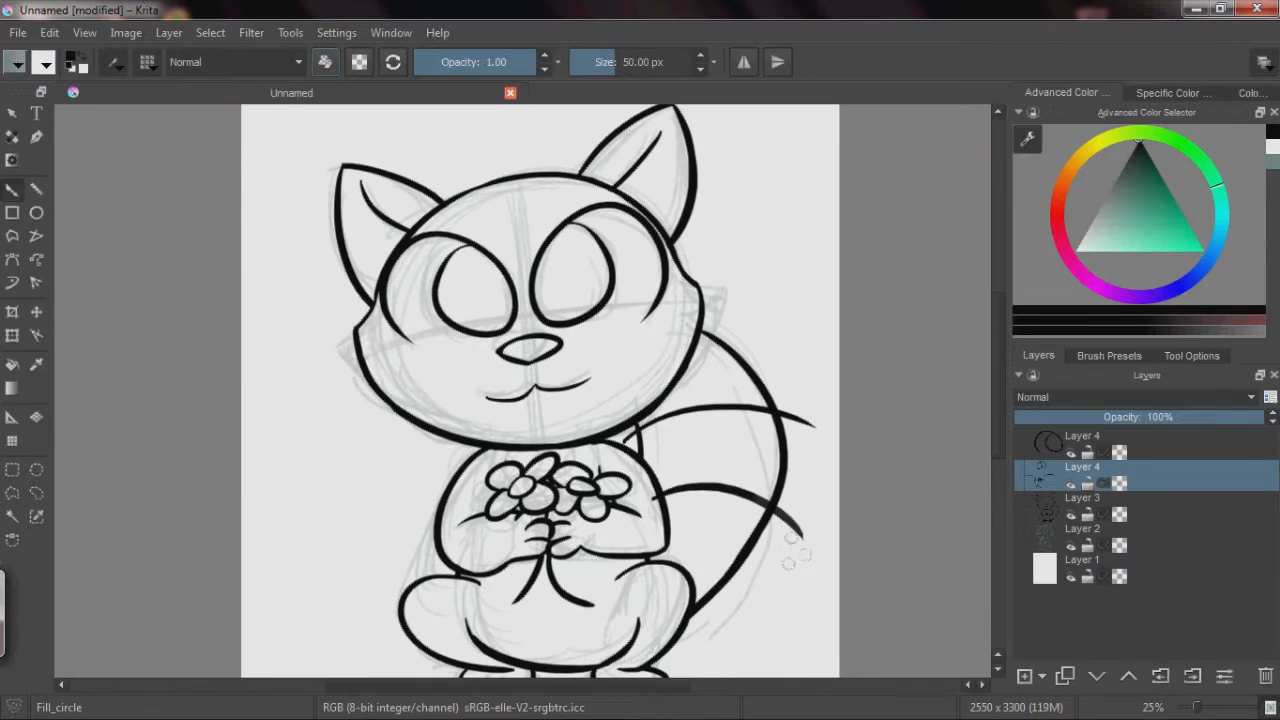 Unnamed [modified] - Krita
File Edit View Image Layer Select Filter Tools Settings Window Help
Normal Opacity: 1.00 Size: 50.00 px
Unnamed
Advanced Color ... Specific Color ... Colo...
Advanced Color Selector
Layers Brush Presets Tool Options
Layers
Normal
Opacity: 100%
Layer 4
Layer 4
Layer 3
Layer 2
Layer 1
Fill_circle RGB (8-bit integer/channel) sRGB-elle-V2-srgbtrc.icc 2550 x 3300 (119M) 25%